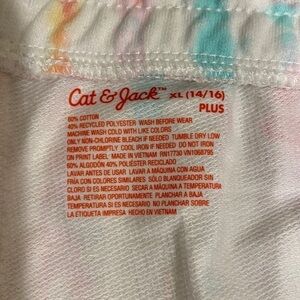 Cat & Jack™ XL (14/16)
PLUS
60% COTTON
40% RECYCLED POLYESTER WASH BEFORE WEAR
MACHINE WASH COLD WITH LIKE COLORS
ONLY NON-CHLORINE BLEACH IF NEEDED TUMBLE DRY LOW
REMOVE PROMPTLY COOL IRON IF NEEDED DO NOT IRON
ON PRINT LABEL MADE IN VIETNAM RN17730 VN1068795
60% ALGODÓN 40% POLIÉSTER RECICLADO
LAVAR ANTES DE USAR LAVAR A MÁQUINA CON AGUA
FRÍA CON COLORES SIMILARES SÓLO BLANQUEADOR SIN
CLORO SI ES NECESARIO SECAR A MÁQUINA A TEMPERATURA
BAJA RETIRAR OPORTUNAMENTE PLANCHAR A BAJA
TEMPERATURA SI ES NECESARIO NO PLANCHAR SOBRE
LA ETIQUETA IMPRESA HECHO EN VIETNAM